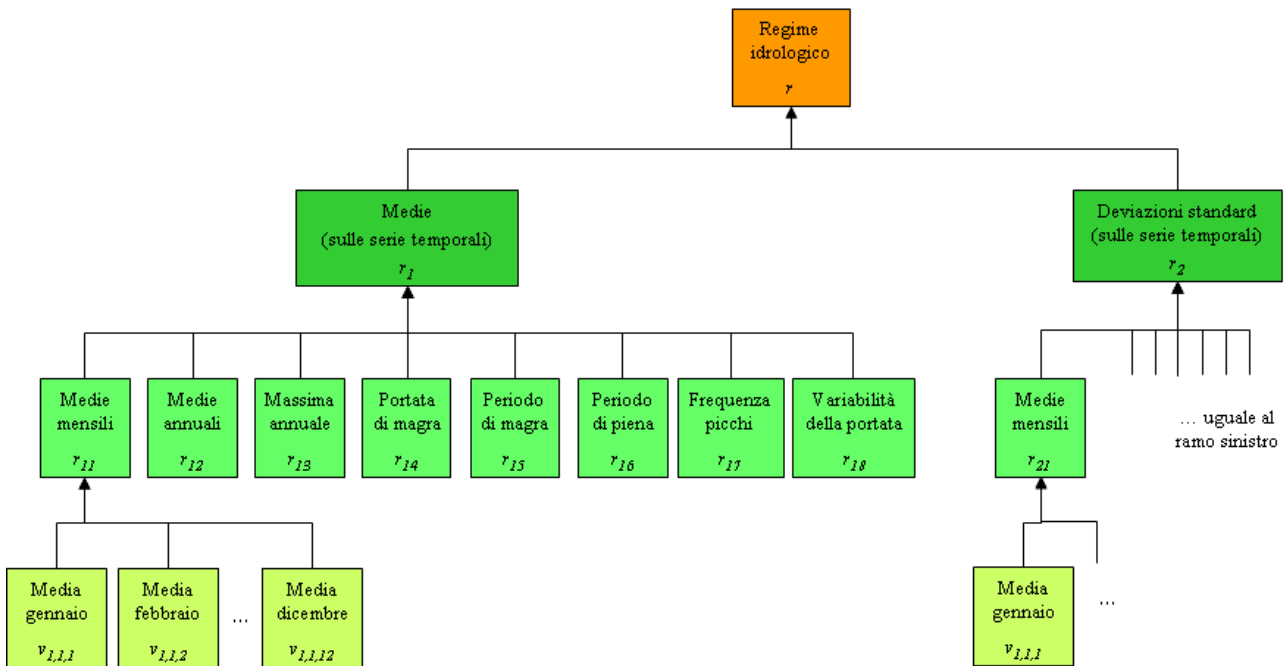 Regime
idrologico
r
Medie
(sulle serie temporali)
r1
Deviazioni standard
(sulle serie temporali)
r2
Medie
mensili
r11
Medie
annuali
r12
Massima
annuale
r13
Portata
di magra
r14
Periodo
di magra
r15
Periodo
di piena
r16
Frequenza
picchi
r17
Variabilità
della portata
r18
Medie
mensili
r21
... uguale al
ramo sinistro
Media
gennaio
v1,1,1
Media
febbraio
v1,1,2
...
Media
dicembre
v1,1,12
Media
gennaio
v1,1,1
...